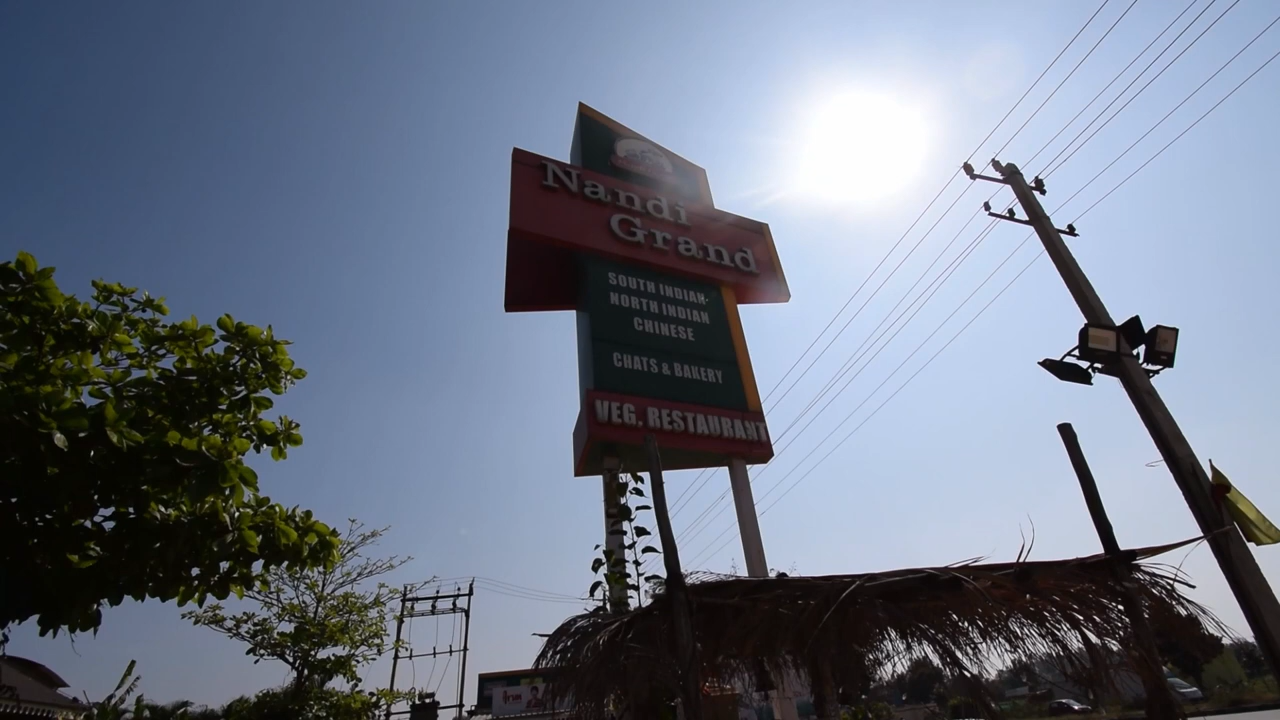 Nandi
Grand
SOUTH INDIAN
NORTH INDIAN
CHINESE
CHATS & BAKERY
VEG. RESTAURANT